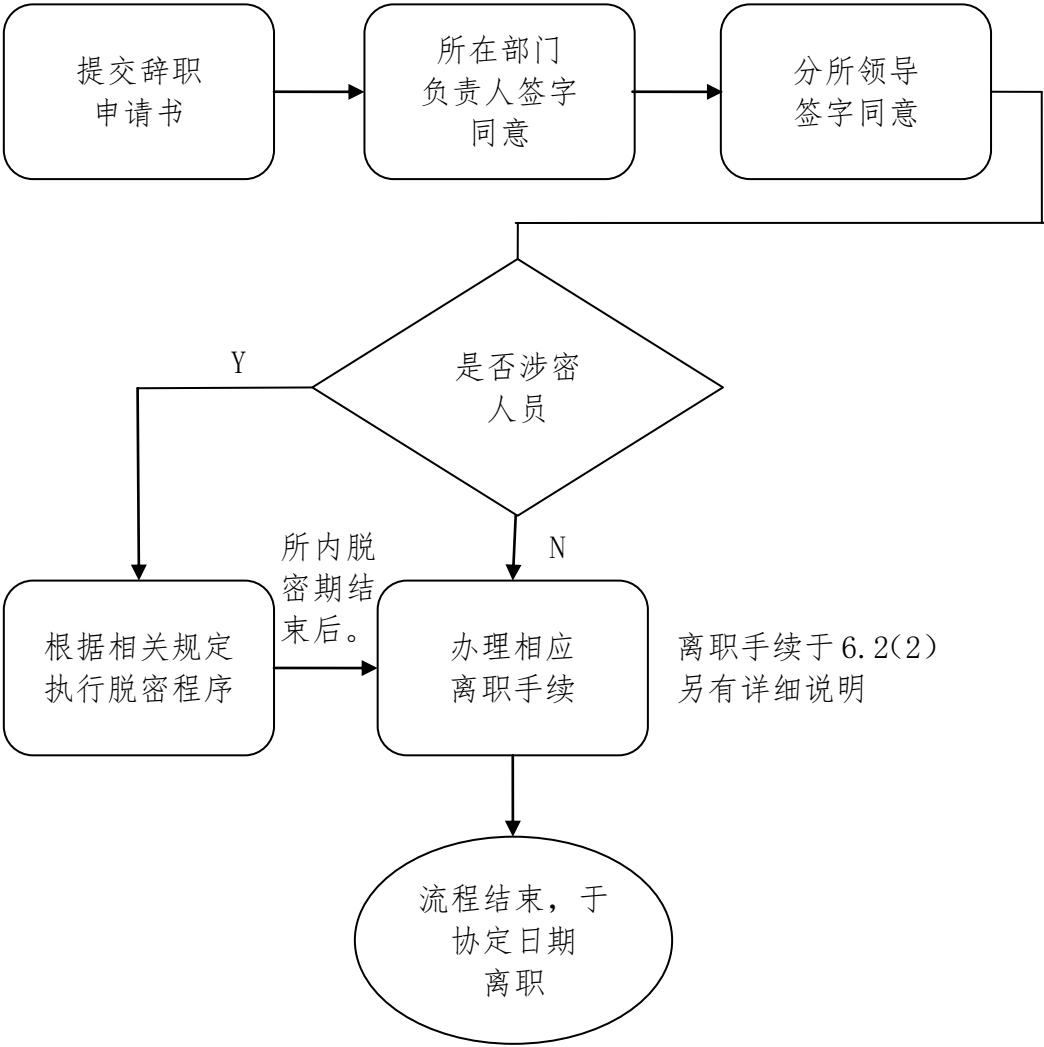 提交辞职
申请书
所在部门
负责人签字
同意
分所领导
签字同意
是否涉密
人员
Y
N
所内脱
密期结
束后。
根据相关规定
执行脱密程序
办理相应
离职手续
离职手续于 6.2(2)
另有详细说明
流程结束，于
协定日期
离职